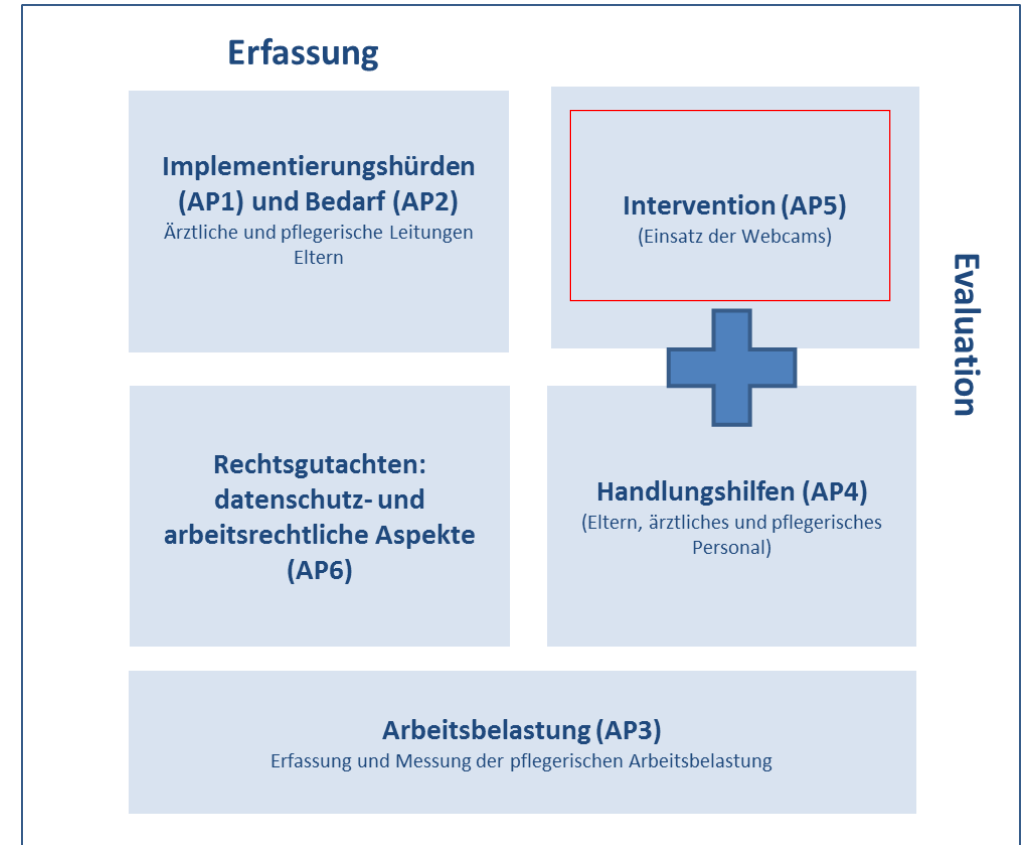 Erfassung
Implementierungshürden
(AP1) und Bedarf (AP2)
Ärztliche und pflegerische Leitungen
Eltern
Intervention (AP5)
(Einsatz der Webcams)
Evaluation
Rechtsgutachten:
datenschutz- und
arbeitsrechtliche Aspekte
(AP6)
Handlungshilfen (AP4)
(Eltern, ärztliches und pflegerisches
Personal)
Arbeitsbelastung (AP3)
Erfassung und Messung der pflegerischen Arbeitsbelastung